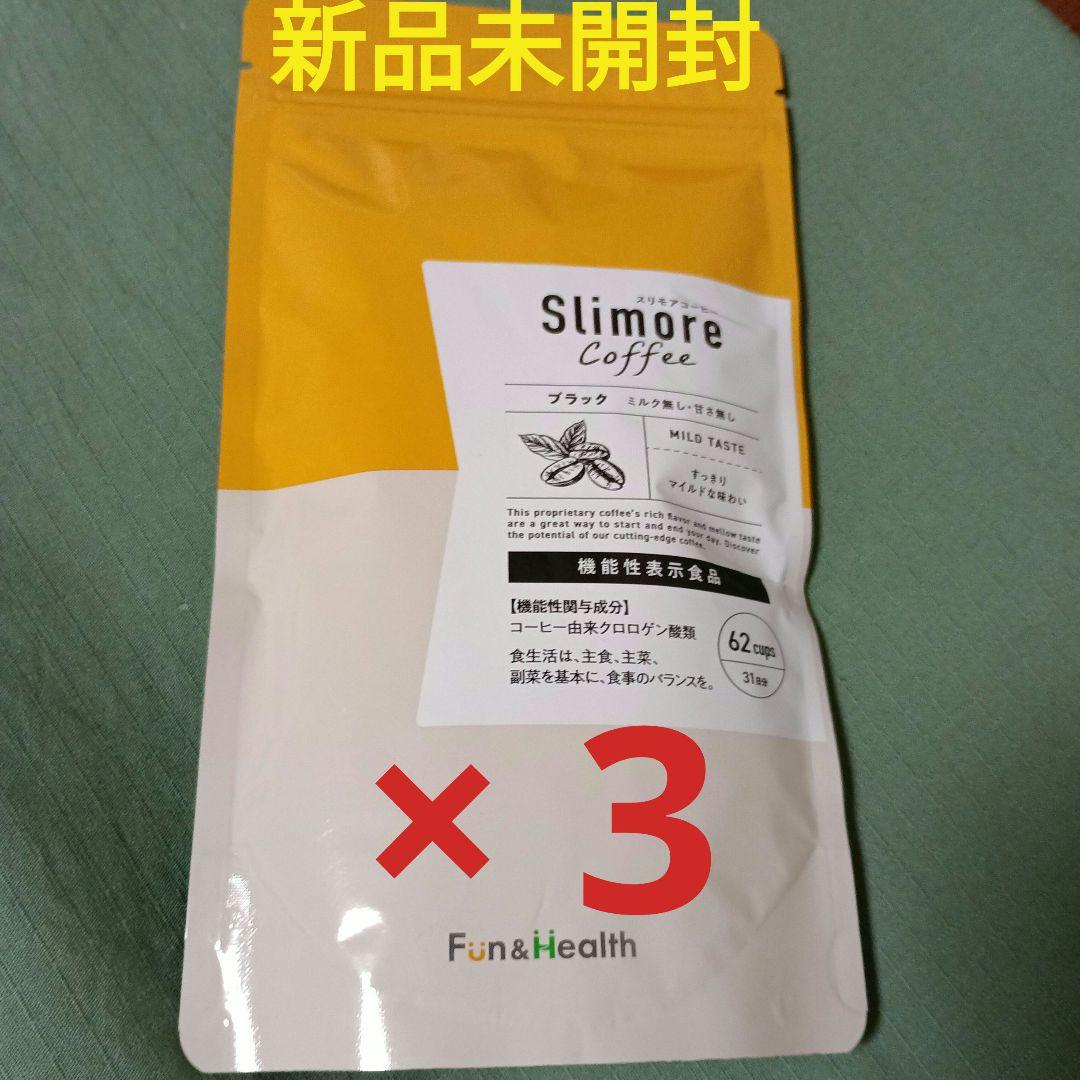 新品未開封
スリモアコーヒー
Slimore
Coffee
ブラック ミルク無し・甘さ無し
MILD TASTE
すっきり
マイルドな味わい
This proprietary coffee's rich flavor and mellow taste
are a great way to start and end your day. Discover
the potential of our cutting-edge coffee.
機能性表示食品
【機能性関与成分】
コーヒー由来クロロゲン酸類
62 cups
食生活は、主食、主菜、
副菜を基本に、食事のバランスを。
31日分
× 3
Fun&Health